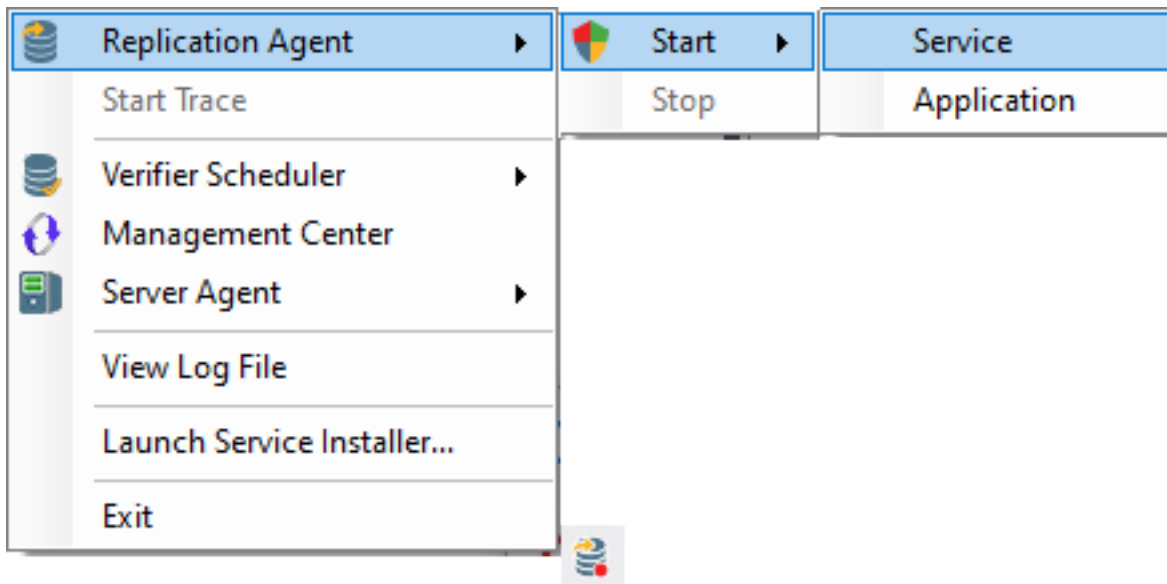 Replication Agent
Start Trace
Verifier Scheduler
Management Center
Server Agent
View Log File
Launch Service Installer...
Exit
Start
Stop
Service
Application